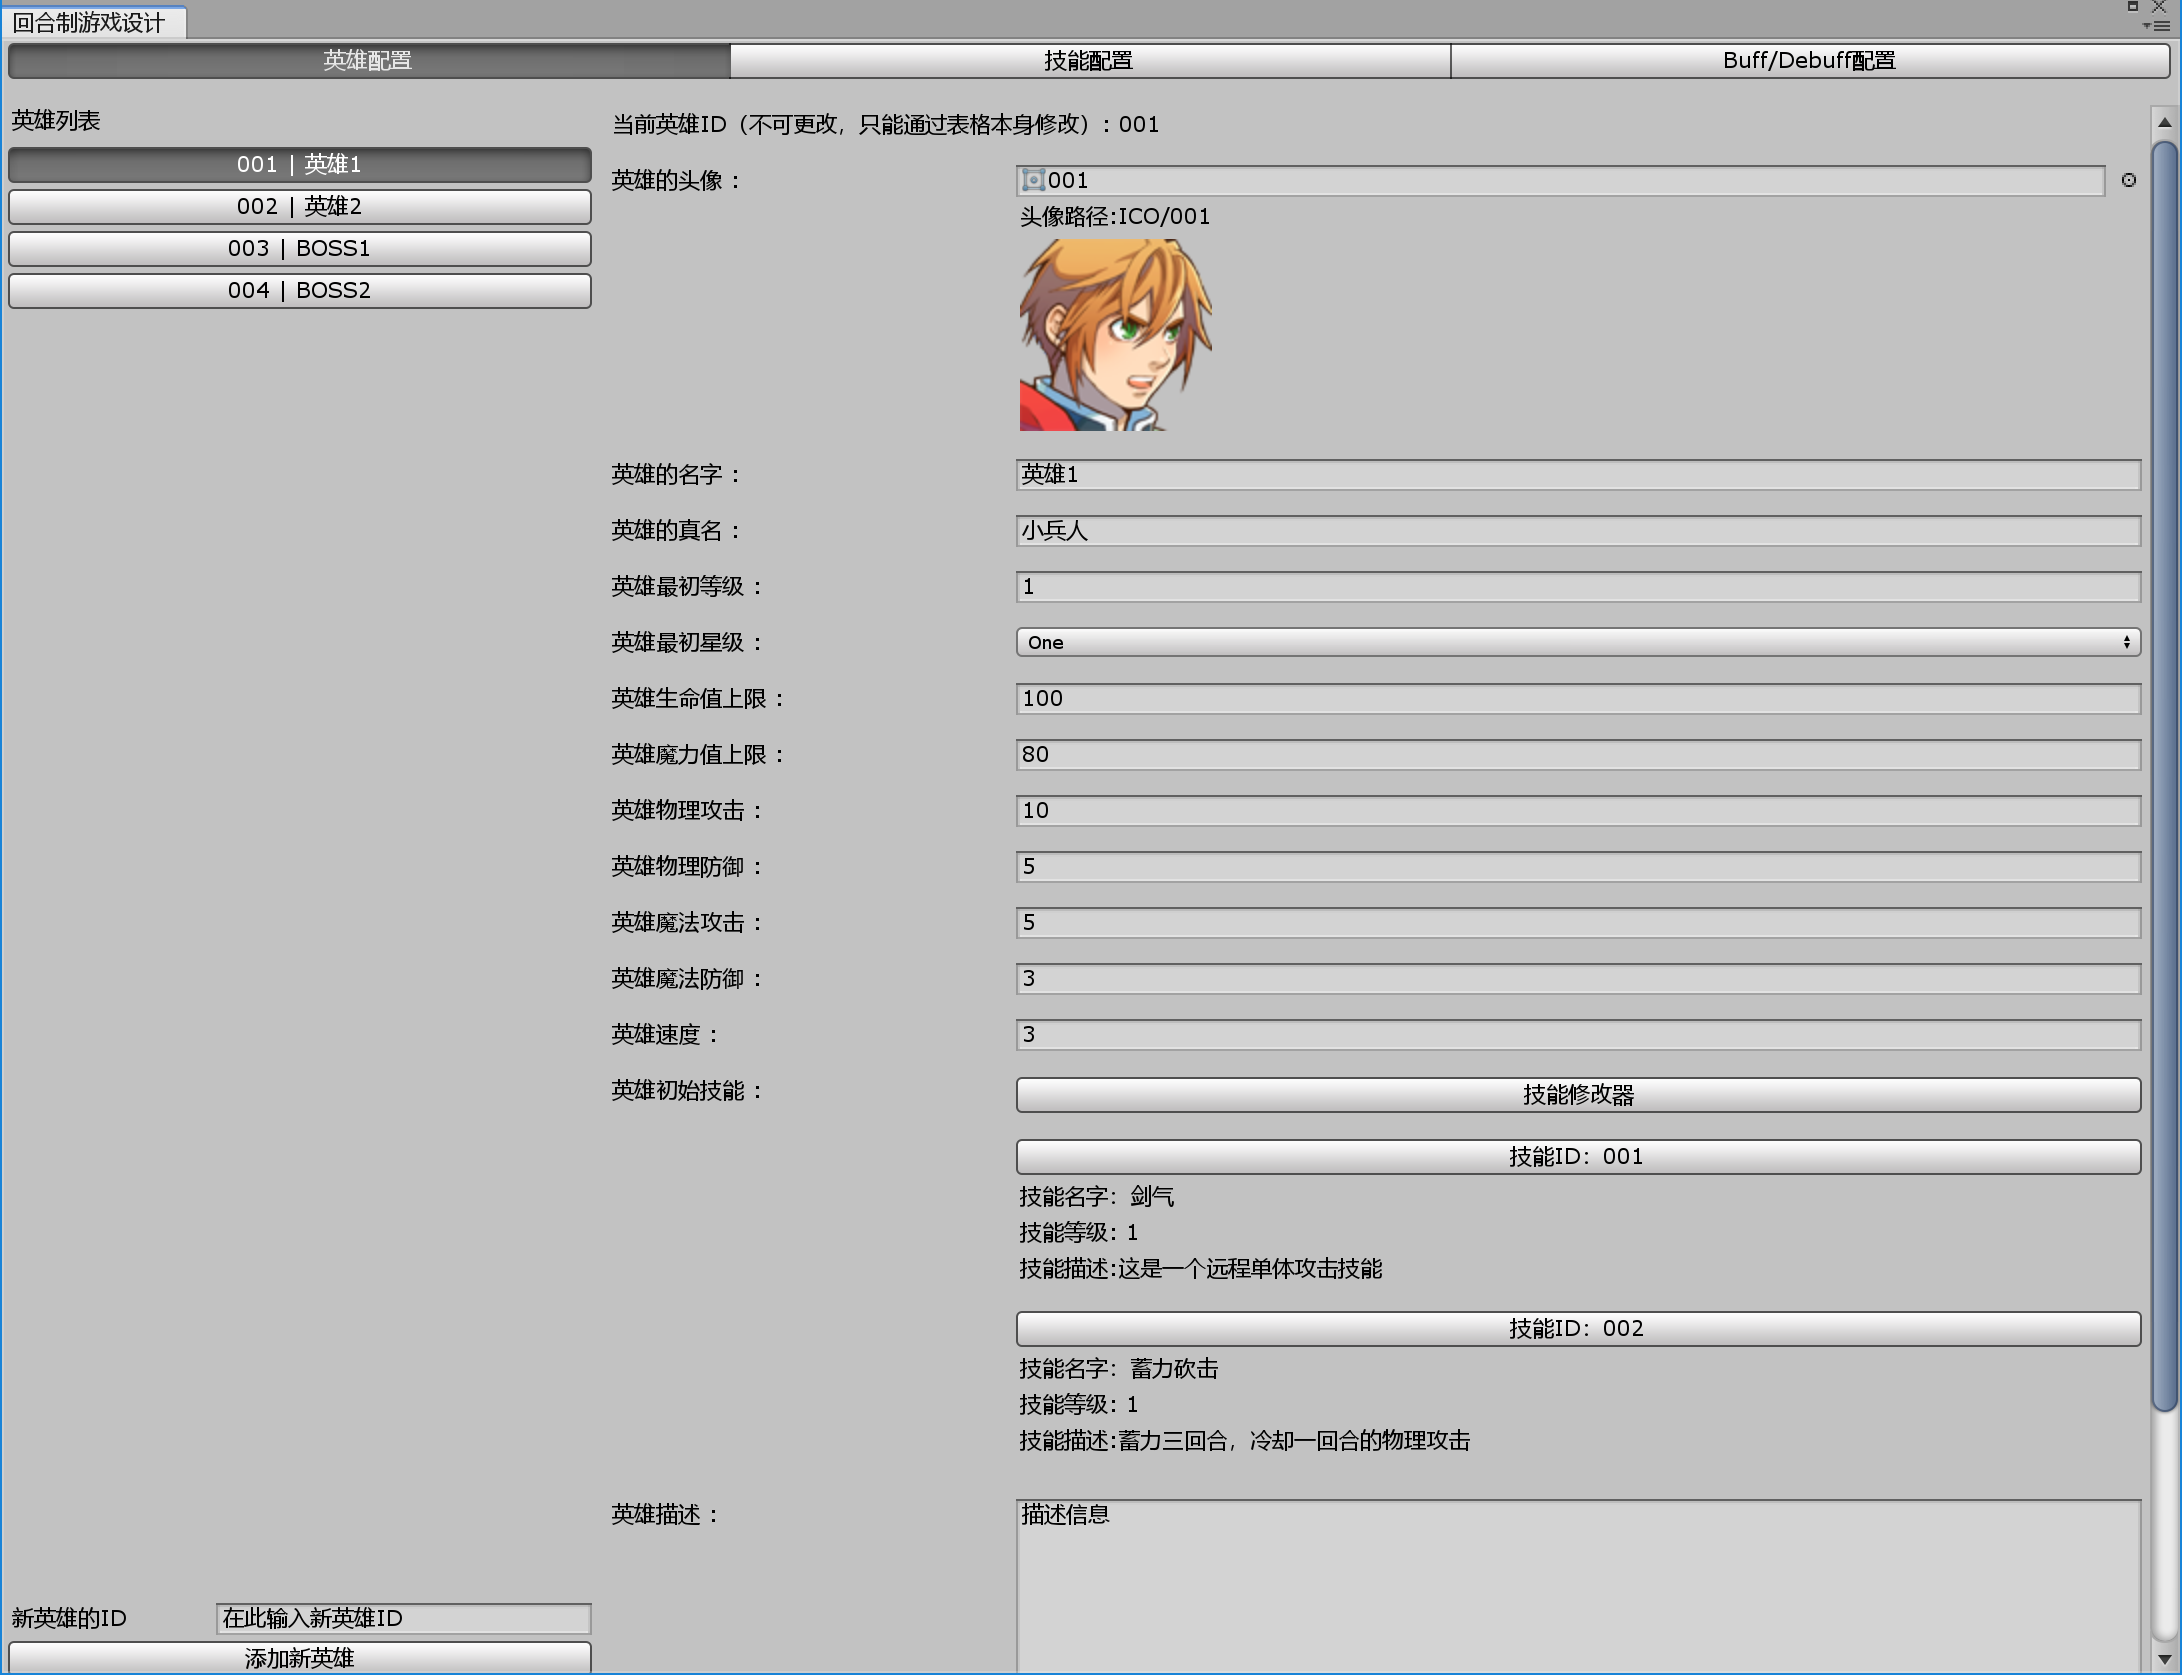 回合制游戏设计
英雄配置
技能配置
Buff/Debuff配置
英雄列表
001 | 英雄1
002 | 英雄2
003 | BOSS1
004 | BOSS2
新英雄的ID
在此输入新英雄ID
添加新英雄
当前英雄ID（不可更改，只能通过表格本身修改）: 001
英雄的头像 :
001
头像路径:ICO/001
英雄的名字 :
英雄1
英雄的真名 :
小兵人
英雄最初等级 :
1
英雄最初星级 :
One
英雄生命值上限 :
100
英雄魔力值上限 :
80
英雄物理攻击 :
10
英雄物理防御 :
5
英雄魔法攻击 :
5
英雄魔法防御 :
3
英雄速度 :
3
英雄初始技能 :
技能修改器
技能ID：001
技能名字：剑气
技能等级：1
技能描述:这是一个远程单体攻击技能
技能ID：002
技能名字：蓄力砍击
技能等级：1
技能描述:蓄力三回合，冷却一回合的物理攻击
英雄描述 :
描述信息